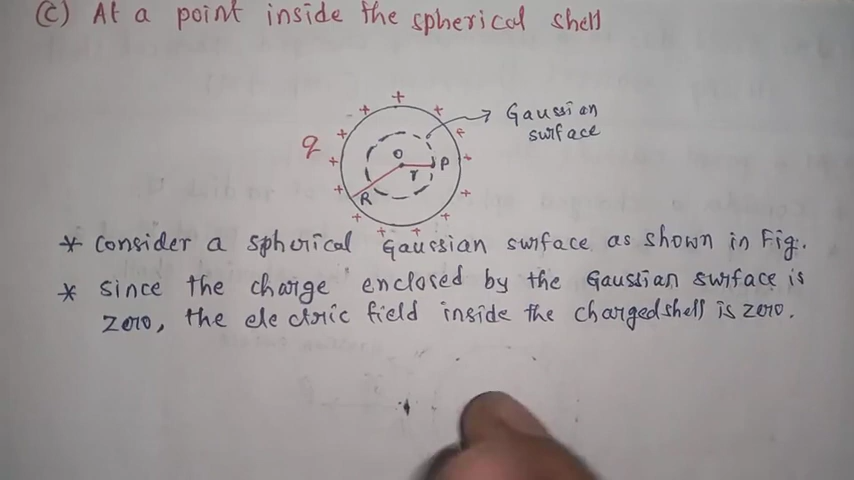 (C) At a point inside the spherical shell
Gaussian
surface
q
O
P
r
R
* consider a spherical Gaussian surface as shown in Fig.
* since the charge enclosed by the Gaussian surface is
zero, the electric field inside the chargedshell is zero.